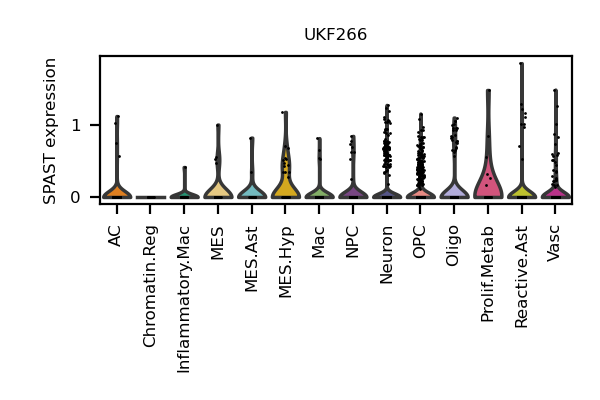 UKF266
SPAST expression
1
0
AC
Chromatin.Reg
Inflammatory.Mac
MES
MES.Ast
MES.Hyp
Mac
NPC
Neuron
OPC
Oligo
Prolif.Metab
Reactive.Ast
Vasc